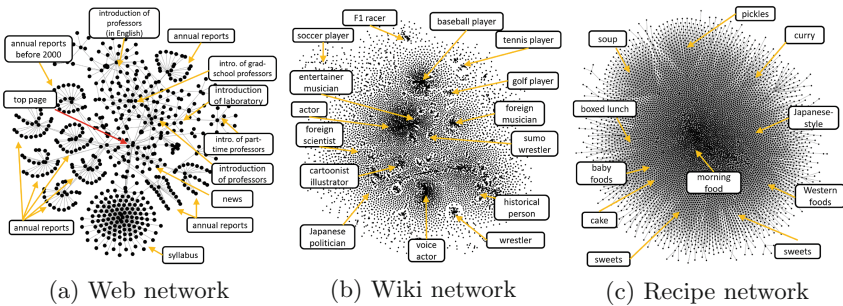 introduction of
professors
(in English)
annual reports
before 2000
annual reports
intro. of grad-
school professors
top page
introduction
of laboratory
intro. of part-
time professors
introduction
of professors
news
annual reports
annual reports
syllabus
(a) Web network
F1 racer
baseball player
soccer player
tennis player
entertainer
musician
golf player
actor
foreign
musician
foreign
scientist
sumo
wrestler
cartoonist
illustrator
historical
person
Japanese
politician
voice
actor
wrestler
(b) Wiki network
pickles
soup
curry
boxed lunch
Japanese-
style
baby
foods
morning
food
Western
foods
cake
sweets
sweets
(c) Recipe network